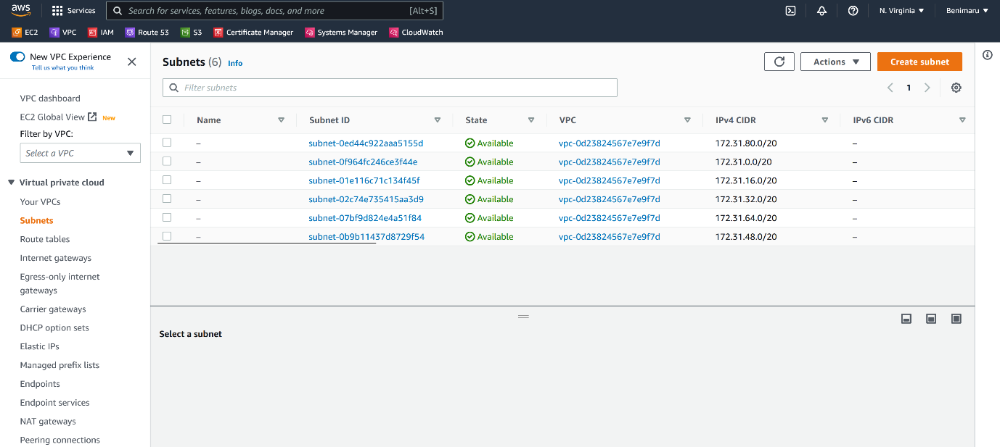 aws Services Search for services, features, blogs, docs, and more [Alt+S] N. Virginia Benimaru
EC2 VPC IAM Route 53 S3 Certificate Manager Systems Manager CloudWatch
New VPC Experience
Tell us what you think
VPC dashboard
EC2 Global View New
Filter by VPC:
Select a VPC
Virtual private cloud
Your VPCs
Subnets
Route tables
Internet gateways
Egress-only internet
gateways
Carrier gateways
DHCP option sets
Elastic IPs
Managed prefix lists
Endpoints
Endpoint services
NAT gateways
Peering connections
Subnets (6) Info
Actions Create subnet
Filter subnets
1
Name Subnet ID State VPC IPv4 CIDR IPv6 CIDR
– subnet-0ed44c922aaa5155d Available vpc-0d23824567e7e9f7d 172.31.80.0/20 –
– subnet-0f964fc246ce3f44e Available vpc-0d23824567e7e9f7d 172.31.0.0/20 –
– subnet-01e116c71c134f45f Available vpc-0d23824567e7e9f7d 172.31.16.0/20 –
– subnet-02c74e735415aa3d9 Available vpc-0d23824567e7e9f7d 172.31.32.0/20 –
– subnet-07bf9d824e4a51f84 Available vpc-0d23824567e7e9f7d 172.31.64.0/20 –
– subnet-0b9b11437d8729f54 Available vpc-0d23824567e7e9f7d 172.31.48.0/20 –
Select a subnet